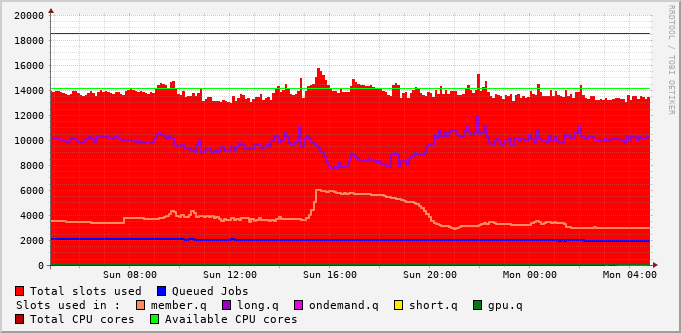 20000
18000
16000
14000
12000
10000
8000
6000
4000
2000
0
Sun 08:00 Sun 12:00 Sun 16:00 Sun 20:00 Mon 00:00 Mon 04:00
RRDTOOL / TOBI OETIKER
Total slots used Queued Jobs
Slots used in : member.q long.q ondemand.q short.q gpu.q
Total CPU cores Available CPU cores